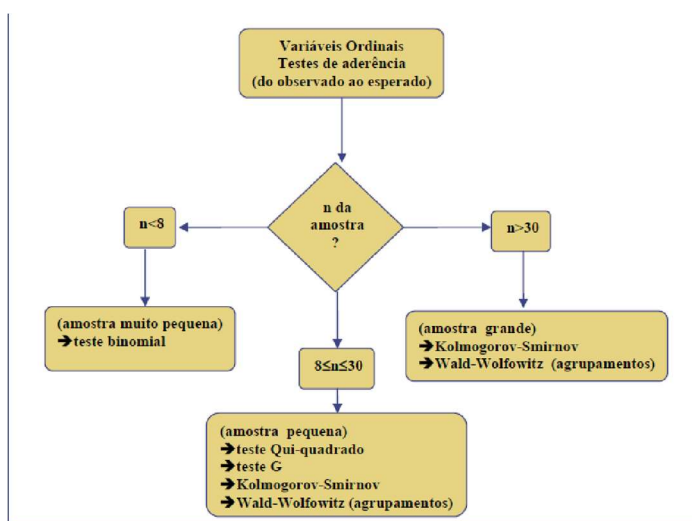 Variáveis Ordinais
Testes de aderência
(do observado ao esperado)
n da
amostra
?
n<8
n>30
(amostra muito pequena)
➔teste binomial
8≤n≤30
(amostra grande)
➔Kolmogorov-Smirnov
➔Wald-Wolfowitz (agrupamentos)
(amostra pequena)
➔teste Qui-quadrado
➔teste G
➔Kolmogorov-Smirnov
➔Wald-Wolfowitz (agrupamentos)